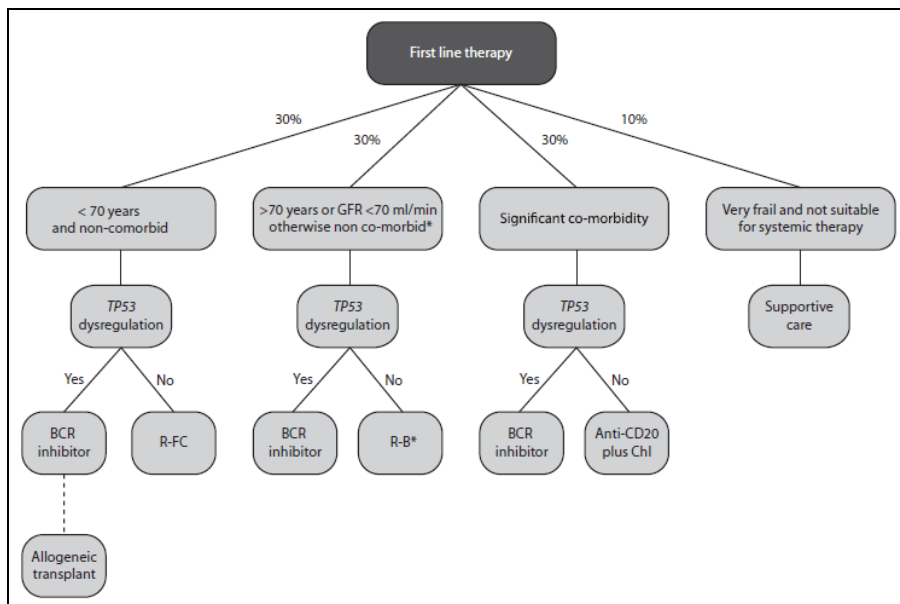 First line therapy
30%
30%
30%
10%
< 70 years
and non-comorbid
>70 years or GFR <70 ml/min
otherwise non co-morbid*
Significant co-morbidity
Very frail and not suitable
for systemic therapy
TP53
dysregulation
TP53
dysregulation
TP53
dysregulation
Supportive
care
Yes
No
Yes
No
Yes
No
BCR
inhibitor
R-FC
BCR
inhibitor
R-B*
BCR
inhibitor
Anti-CD20
plus Chl
Allogeneic
transplant